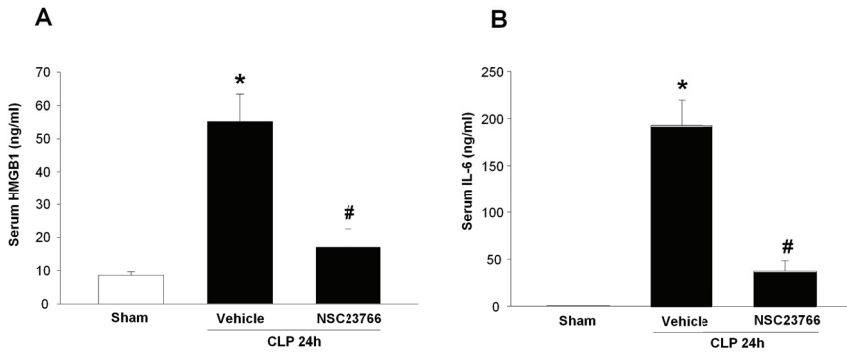 A
Serum HMGB1 (ng/ml)
70
60
50
40
30
20
10
0
*
#
Sham
Vehicle
NSC23766
CLP 24h
B
Serum IL-6 (ng/ml)
250
200
150
100
50
0
*
#
Sham
Vehicle
NSC23766
CLP 24h